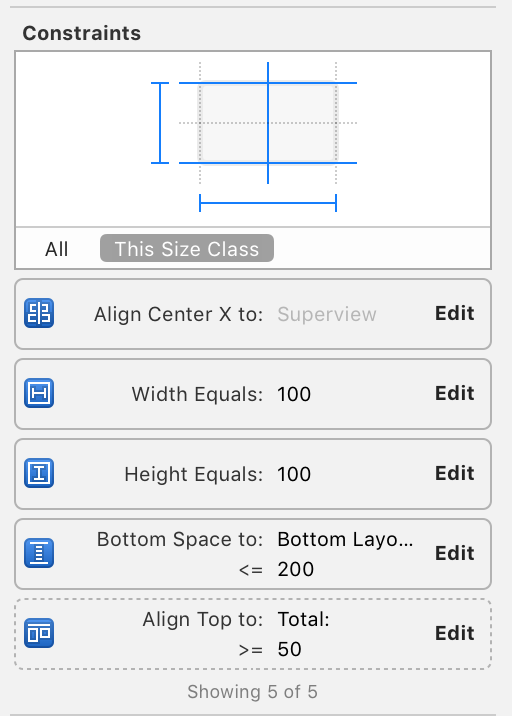 Constraints
All This Size Class
Align Center X to: Superview Edit
Width Equals: 100 Edit
Height Equals: 100 Edit
Bottom Space to: Bottom Layo... Edit
<= 200
Align Top to: Total: Edit
>= 50
Showing 5 of 5